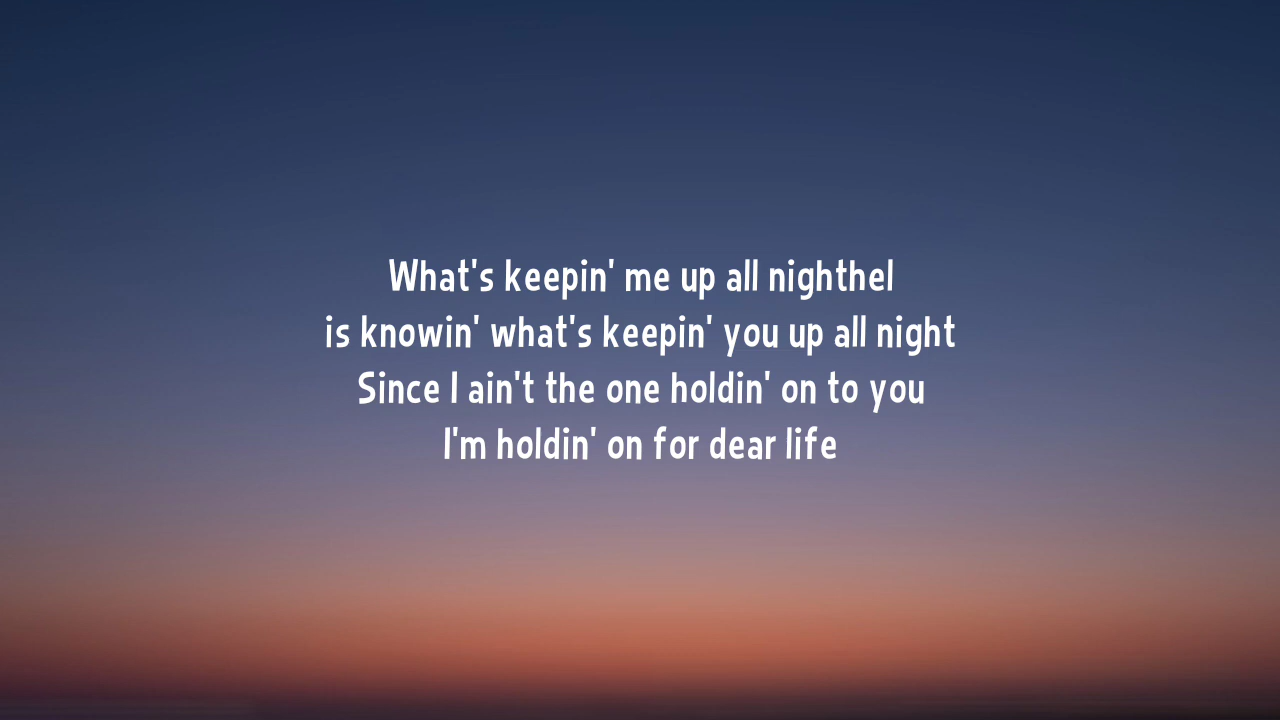 What's keepin' me up all nighthel
is knowin' what's keepin' you up all night
Since I ain't the one holdin' on to you
I'm holdin' on for dear life